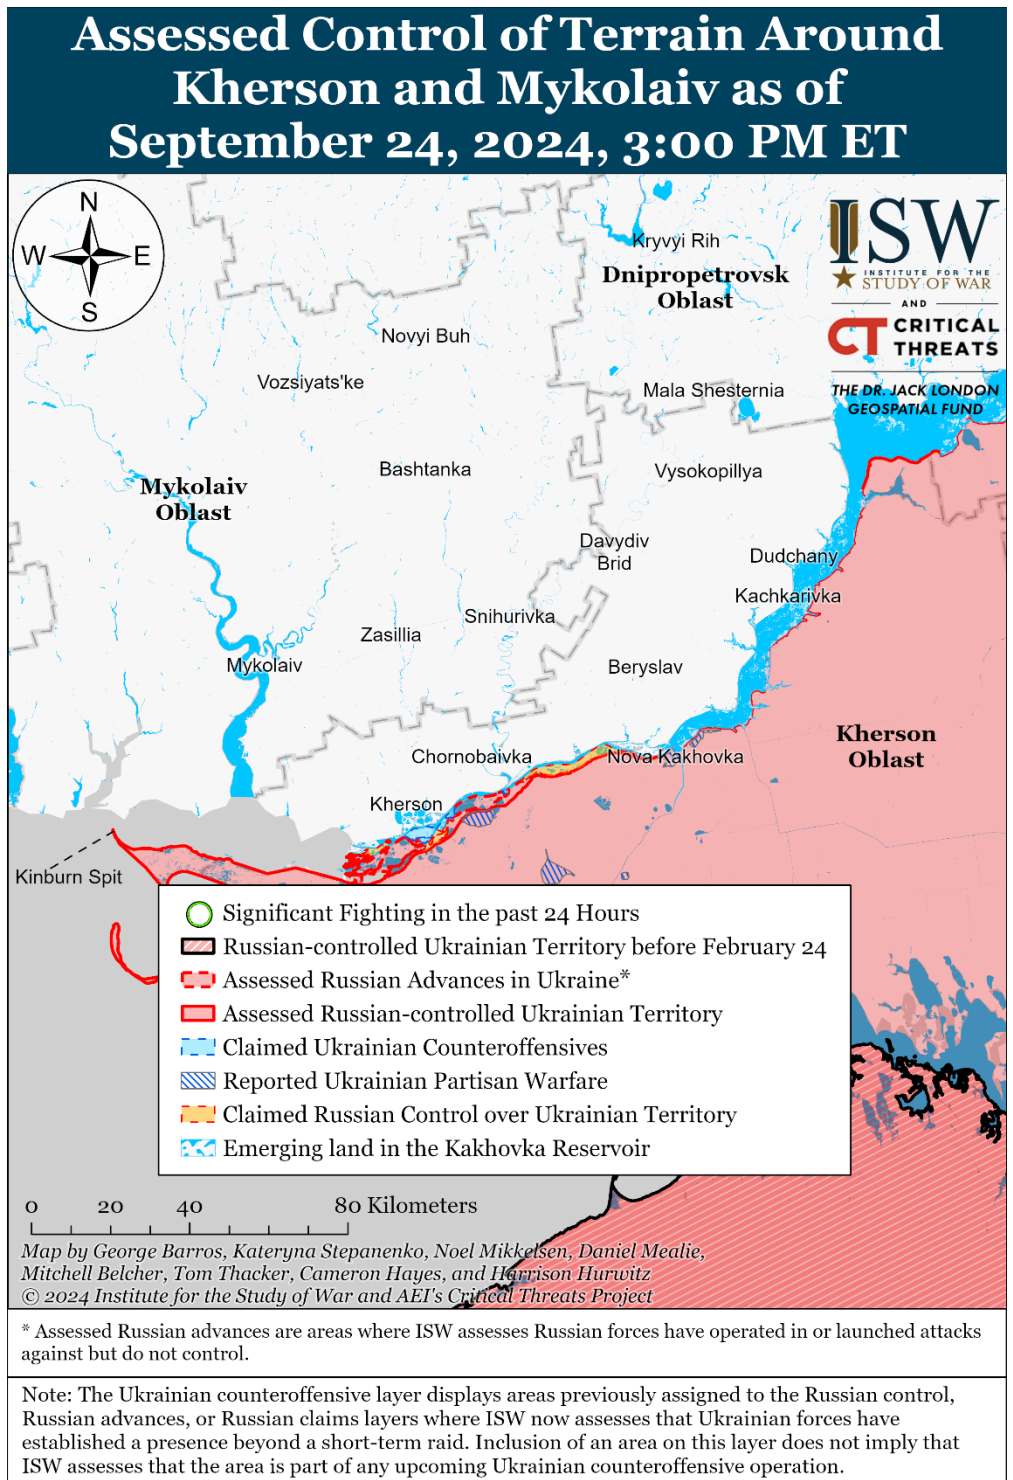 Assessed Control of Terrain Around
Kherson and Mykolaiv as of
September 24, 2024, 3:00 PM ET
N
W E
S
ISW
INSTITUTE FOR THE
STUDY OF WAR
AND
CT CRITICAL
THREATS
THE DR. JACK LONDON
GEOSPATIAL FUND
Kryvyi Rih
Dnipropetrovsk
Oblast
Novyi Buh
Vozsiyats'ke
Mala Shesternia
Bashtanka
Vysokopillya
Mykolaiv
Oblast
Davydiv
Brid
Dudchany
Kachkarivka
Snihurivka
Zasillia
Mykolaiv
Beryslav
Kherson
Oblast
Chornobaivka
Nova Kakhovka
Kherson
Kinburn Spit
Significant Fighting in the past 24 Hours
Russian-controlled Ukrainian Territory before February 24
Assessed Russian Advances in Ukraine*
Assessed Russian-controlled Ukrainian Territory
Claimed Ukrainian Counteroffensives
Reported Ukrainian Partisan Warfare
Claimed Russian Control over Ukrainian Territory
Emerging land in the Kakhovka Reservoir
0 20 40 80 Kilometers
Map by George Barros, Kateryna Stepanenko, Noel Mikkelsen, Daniel Mealie,
Mitchell Belcher, Tom Thacker, Cameron Hayes, and Harrison Hurwitz
© 2024 Institute for the Study of War and AEI's Critical Threats Project
* Assessed Russian advances are areas where ISW assesses Russian forces have operated in or launched attacks
against but do not control.
Note: The Ukrainian counteroffensive layer displays areas previously assigned to the Russian control,
Russian advances, or Russian claims layers where ISW now assesses that Ukrainian forces have
established a presence beyond a short-term raid. Inclusion of an area on this layer does not imply that
ISW assesses that the area is part of any upcoming Ukrainian counteroffensive operation.